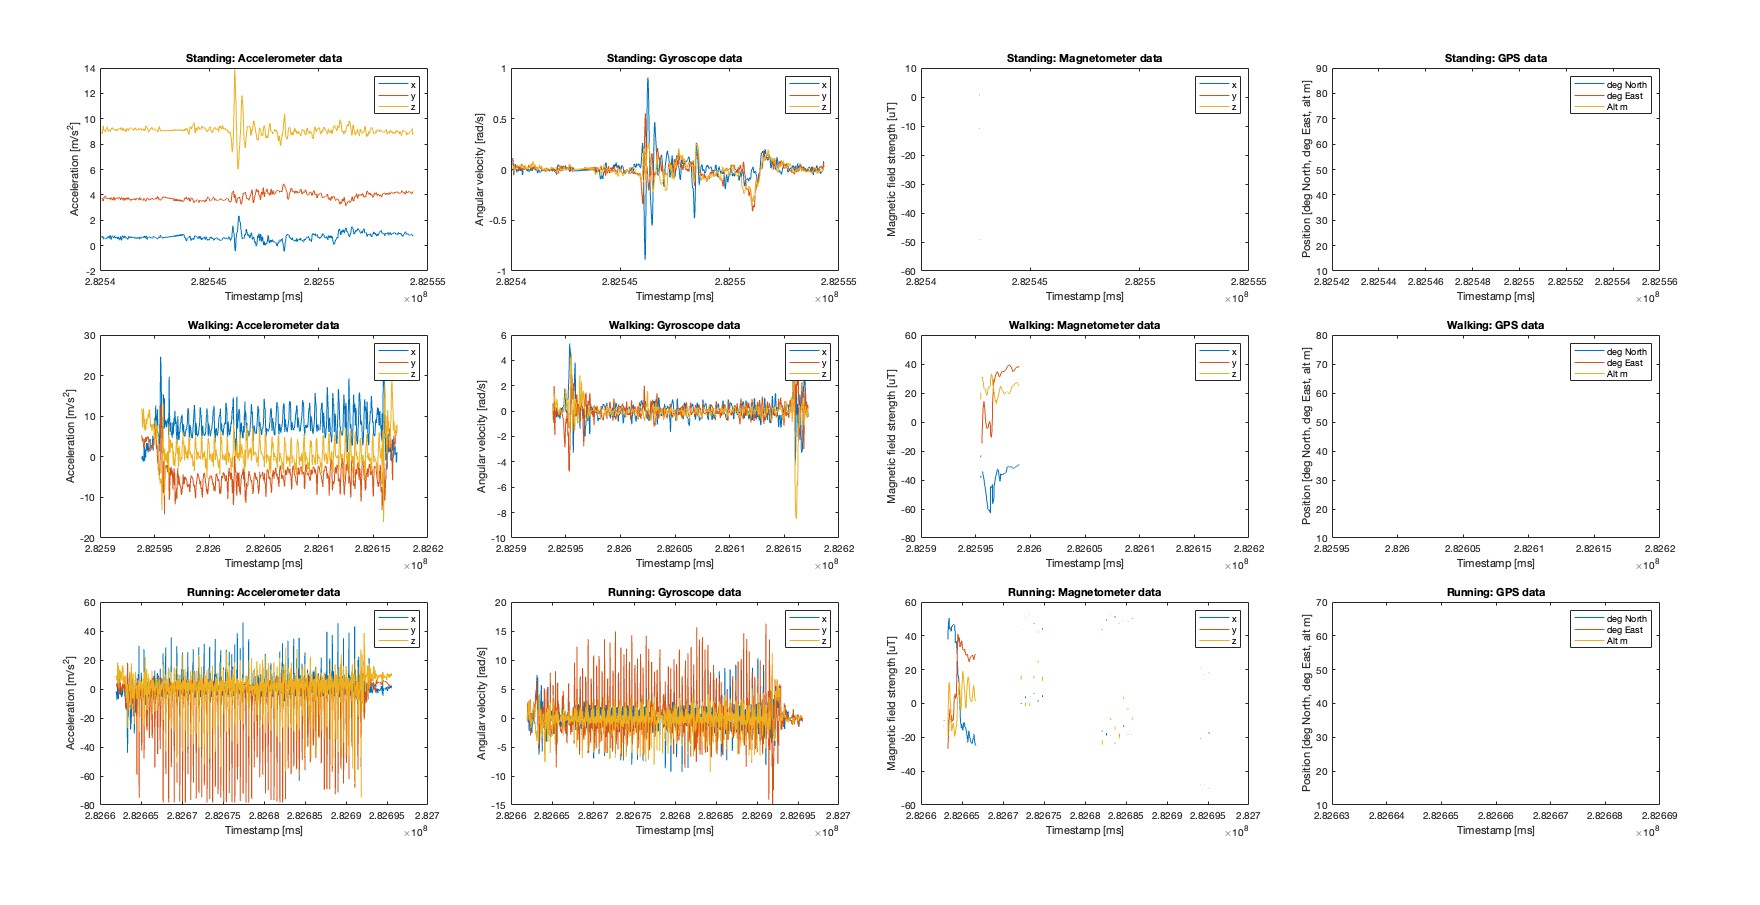 Standing: Accelerometer data
Acceleration [m/s²]
14
12
10
8
6
4
2
0
-2
x
y
z
2.8254 2.82545 2.8255 2.82555
Timestamp [ms]
×10⁸
Standing: Gyroscope data
Angular velocity [rad/s]
1
0.5
0
-0.5
-1
x
y
z
2.8254 2.82545 2.8255 2.82555
Timestamp [ms]
×10⁸
Standing: Magnetometer data
Magnetic field strength [uT]
10
0
-10
-20
-30
-40
-50
-60
x
y
z
2.8254 2.82545 2.8255 2.82555
Timestamp [ms]
×10⁸
Standing: GPS data
Position [deg North, deg East, alt m]
90
80
70
60
50
40
30
20
10
deg North
deg East
Alt m
2.82542 2.82544 2.82546 2.82548 2.8255 2.82552 2.82554 2.82556
Timestamp [ms]
×10⁸
Walking: Accelerometer data
Acceleration [m/s²]
30
20
10
0
-10
-20
x
y
z
2.8259 2.82595 2.826 2.82605 2.8261 2.82615 2.8262
Timestamp [ms]
×10⁸
Walking: Gyroscope data
Angular velocity [rad/s]
6
4
2
0
-2
-4
-6
-8
-10
x
y
z
2.8259 2.82595 2.826 2.82605 2.8261 2.82615 2.8262
Timestamp [ms]
×10⁸
Walking: Magnetometer data
Magnetic field strength [uT]
60
40
20
0
-20
-40
-60
-80
x
y
z
2.8259 2.82595 2.826 2.82605 2.8261 2.82615 2.8262
Timestamp [ms]
×10⁸
Walking: GPS data
Position [deg North, deg East, alt m]
80
70
60
50
40
30
20
10
deg North
deg East
Alt m
2.82595 2.826 2.82605 2.8261 2.82615 2.8262
Timestamp [ms]
×10⁸
Running: Accelerometer data
Acceleration [m/s²]
60
40
20
0
-20
-40
-60
-80
x
y
z
2.8266 2.82665 2.8267 2.82675 2.8268 2.82685 2.8269 2.82695 2.827
Timestamp [ms]
×10⁸
Running: Gyroscope data
Angular velocity [rad/s]
20
15
10
5
0
-5
-10
-15
x
y
z
2.8266 2.82665 2.8267 2.82675 2.8268 2.82685 2.8269 2.82695 2.827
Timestamp [ms]
×10⁸
Running: Magnetometer data
Magnetic field strength [uT]
60
40
20
0
-20
-40
-60
x
y
z
2.8266 2.82665 2.8267 2.82675 2.8268 2.82685 2.8269 2.82695 2.827
Timestamp [ms]
×10⁸
Running: GPS data
Position [deg North, deg East, alt m]
70
60
50
40
30
20
10
deg North
deg East
Alt m
2.82663 2.82664 2.82665 2.82666 2.82667 2.82668 2.82669
Timestamp [ms]
×10⁸